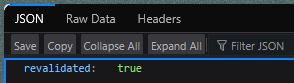 JSON Raw Data Headers
Save Copy Collapse All Expand All Filter JSON
revalidated: true